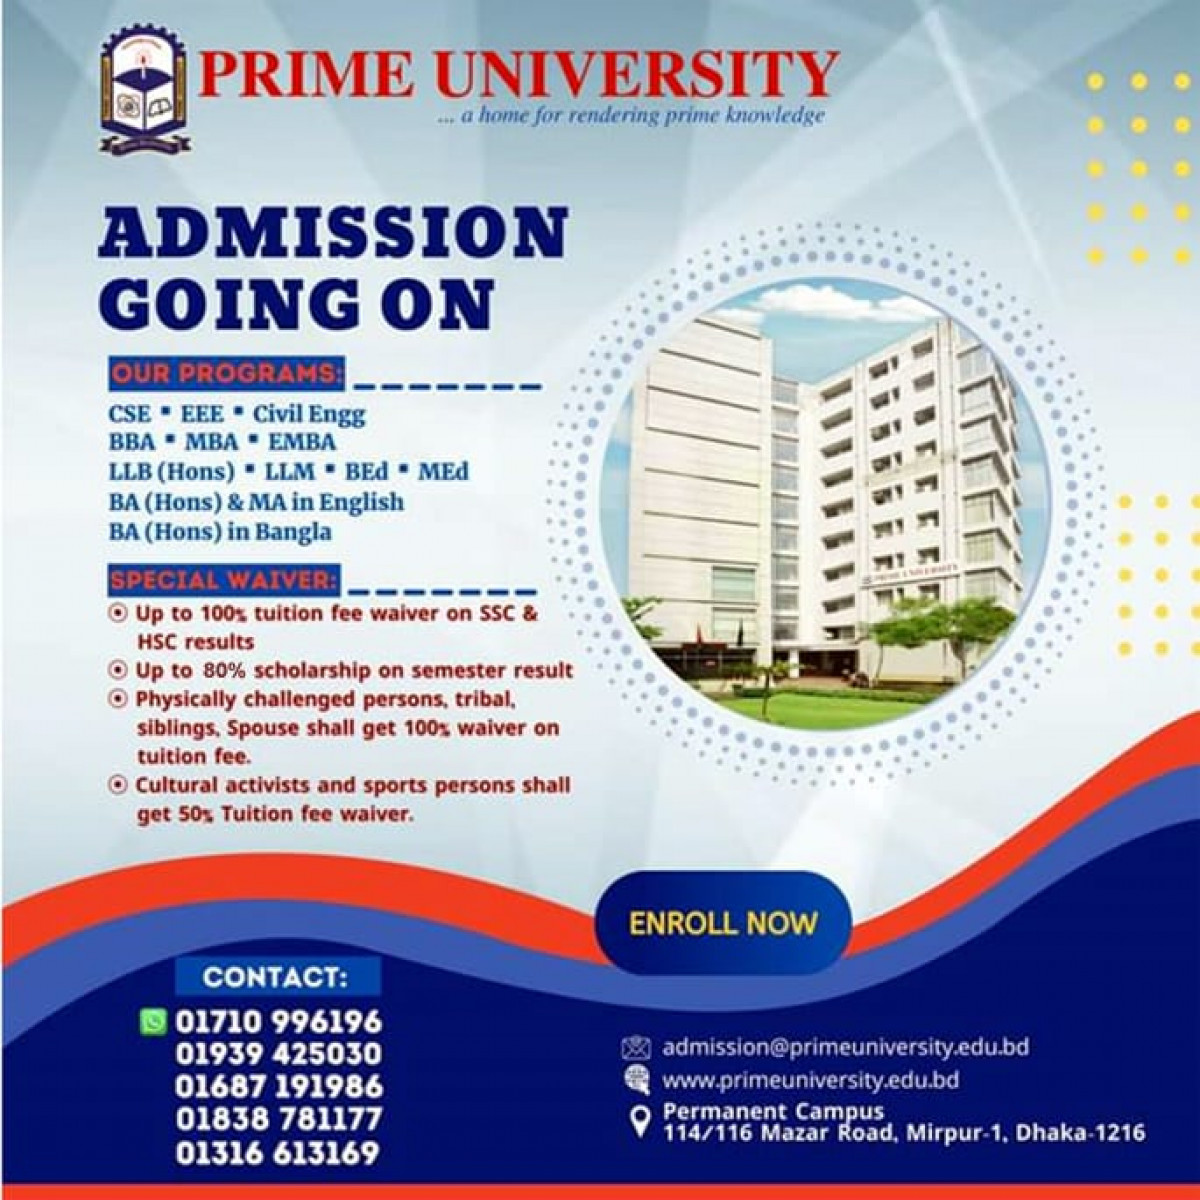 PRIME UNIVERSITY
... a home for rendering prime knowledge
ADMISSION
GOING ON
OUR PROGRAMS:
CSE ▪ EEE ▪ Civil Engg
BBA ▪ MBA ▪ EMBA
LLB (Hons) ▪ LLM ▪ BEd ▪ MEd
BA (Hons) & MA in English
BA (Hons) in Bangla
SPECIAL WAIVER:
Up to 100% tuition fee waiver on SSC &
HSC results
Up to 80% scholarship on semester result
Physically challenged persons, tribal,
siblings, Spouse shall get 100% waiver on
tuition fee.
Cultural activists and sports persons shall
get 50% Tuition fee waiver.
PRIME UNIVERSITY
ENROLL NOW
CONTACT:
01710 996196
01939 425030
01687 191986
01838 781177
01316 613169
admission@primeuniversity.edu.bd
www.primeuniversity.edu.bd
Permanent Campus
114/116 Mazar Road, Mirpur-1, Dhaka-1216